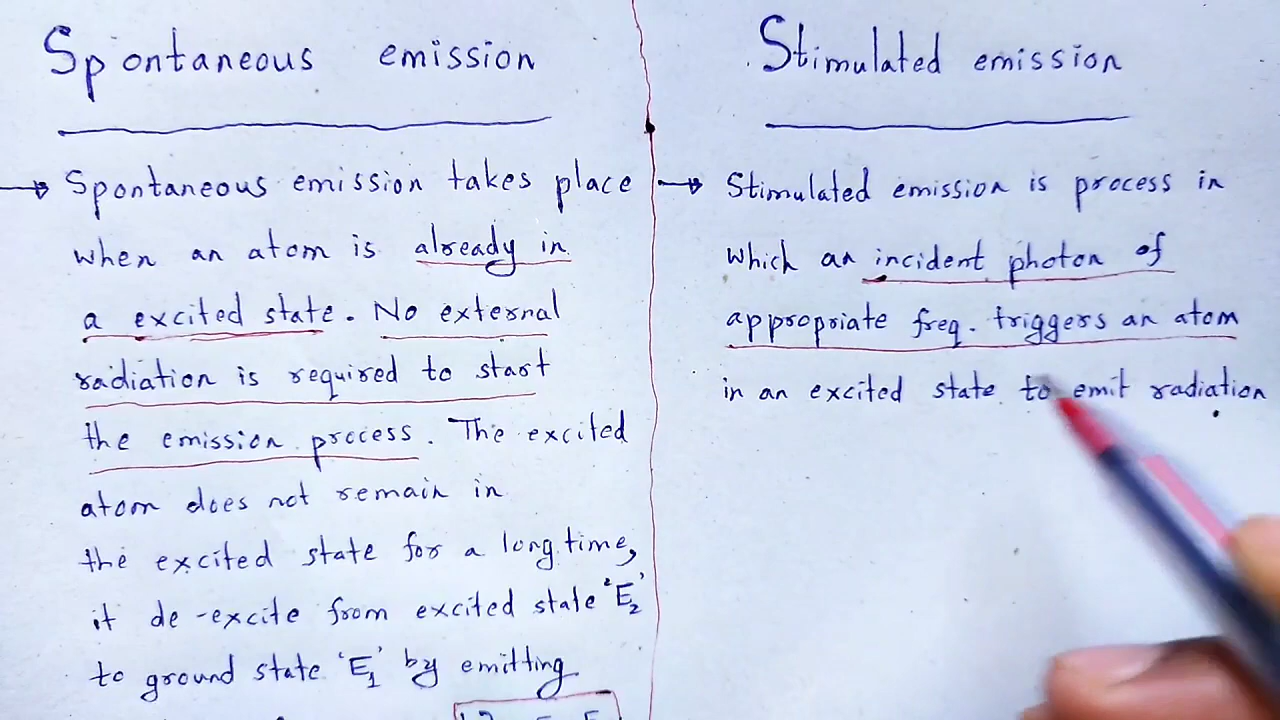 Spontaneous emission
Spontaneous emission takes place
when an atom is already in
a excited state. No external
radiation is required to start
the emission process. The excited
atom does not remain in
the excited state for a long time,
it de-excite from excited state 'E₂'
to ground state 'E₁' by emitting
Stimulated emission
Stimulated emission is process in
which an incident photon of
appropriate freq. triggers an atom
in an excited state to emit radiation